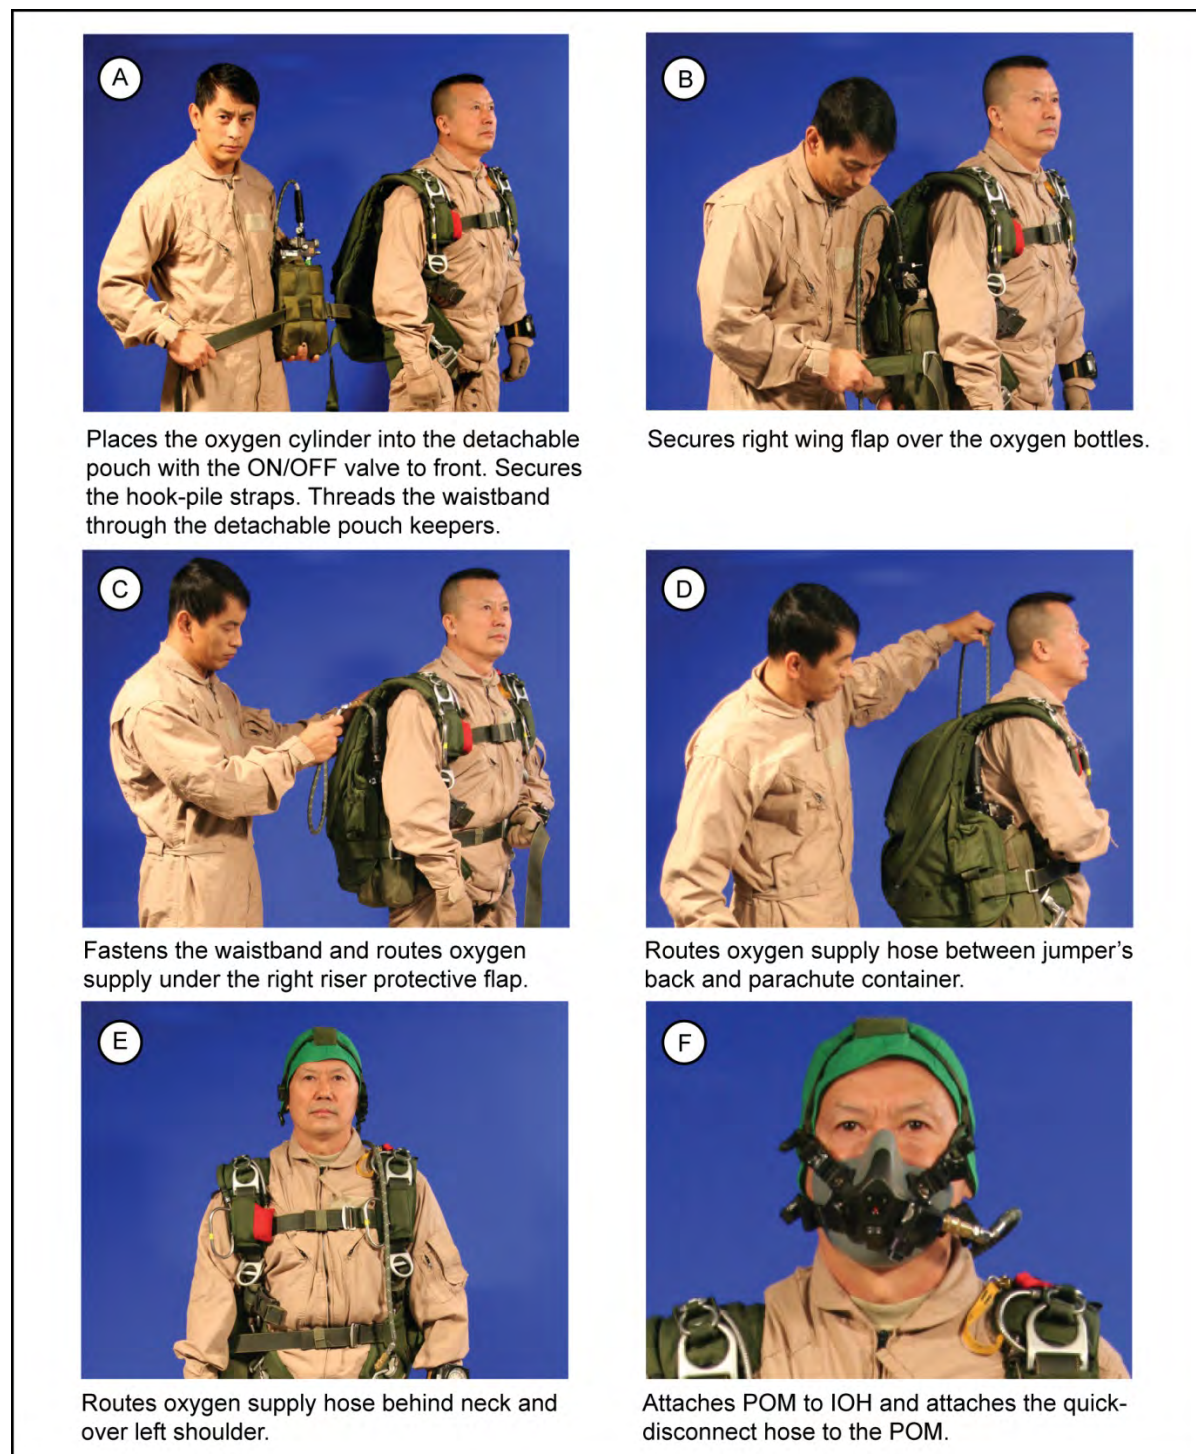 A
B
Places the oxygen cylinder into the detachable
pouch with the ON/OFF valve to front. Secures
the hook-pile straps. Threads the waistband
through the detachable pouch keepers.
Secures right wing flap over the oxygen bottles.
C
D
Fastens the waistband and routes oxygen
supply under the right riser protective flap.
Routes oxygen supply hose between jumper’s
back and parachute container.
E
F
Routes oxygen supply hose behind neck and
over left shoulder.
Attaches POM to IOH and attaches the quick-
disconnect hose to the POM.